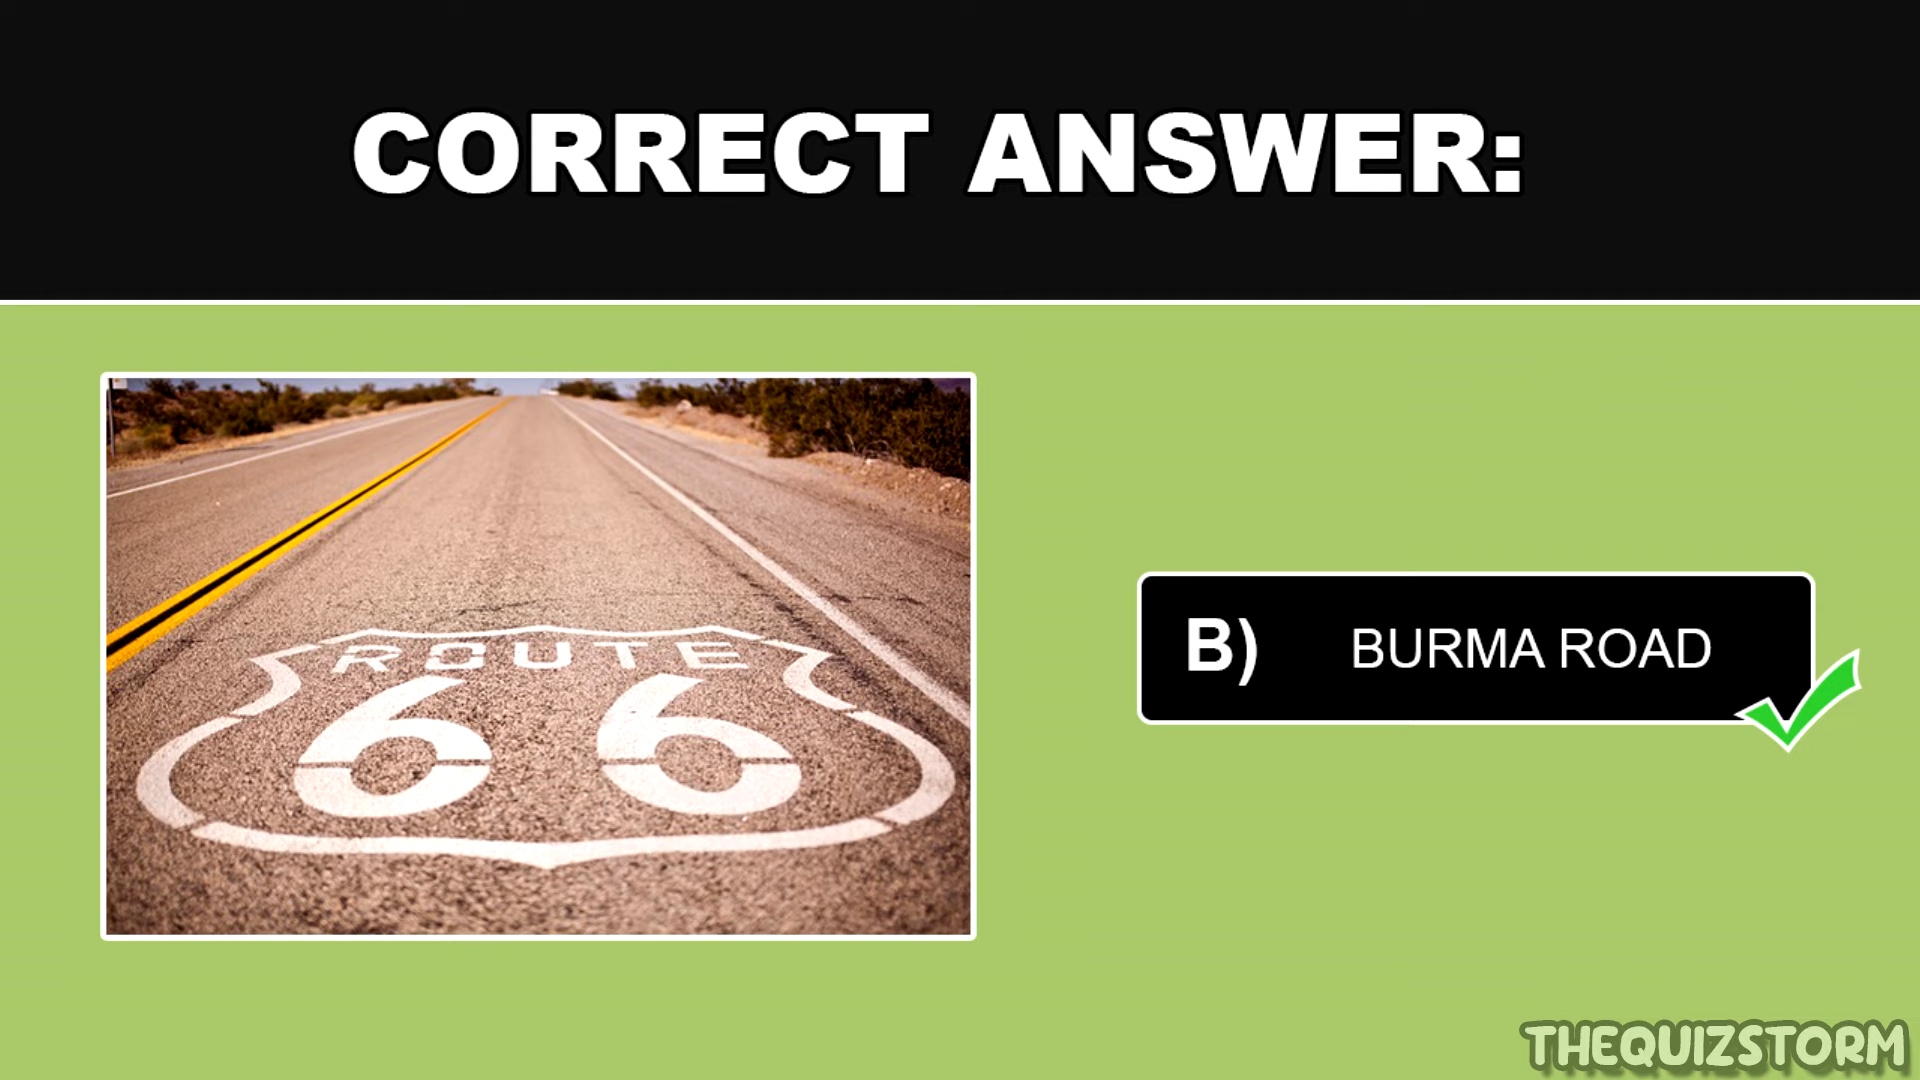 CORRECT ANSWER:
ROUTE
66
B) BURMA ROAD
THEQUIZSTORM